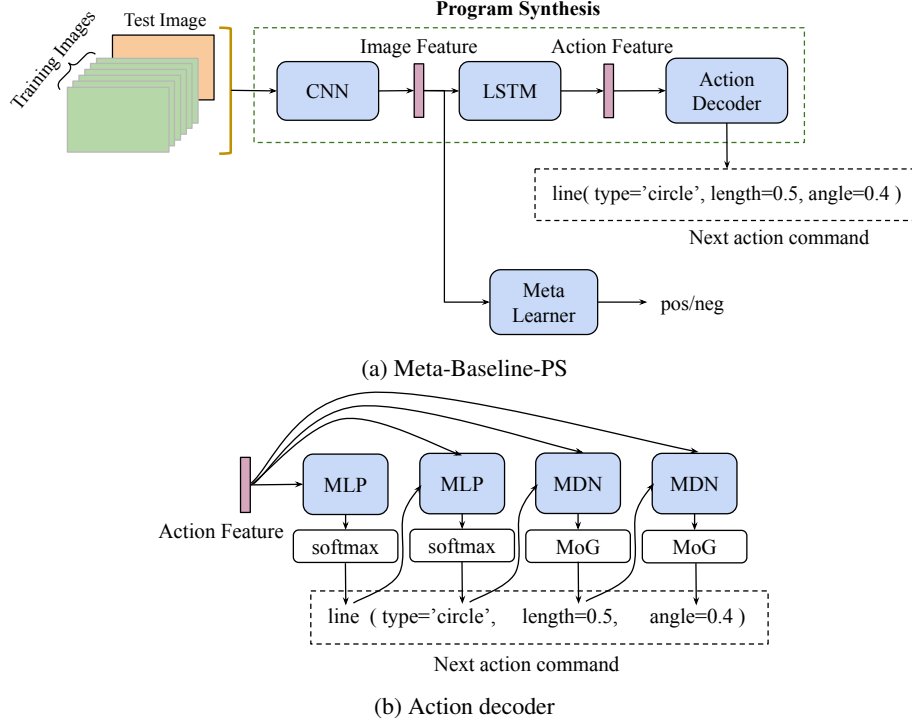 Program Synthesis
Test Image
Training Images
Image Feature
Action Feature
CNN
LSTM
Action
Decoder
line( type=’circle’, length=0.5, angle=0.4 )
Next action command
Meta
Learner
pos/neg
(a) Meta-Baseline-PS
MLP
MLP
MDN
MDN
Action Feature
softmax
softmax
MoG
MoG
line ( type=’circle’, length=0.5, angle=0.4 )
Next action command
(b) Action decoder